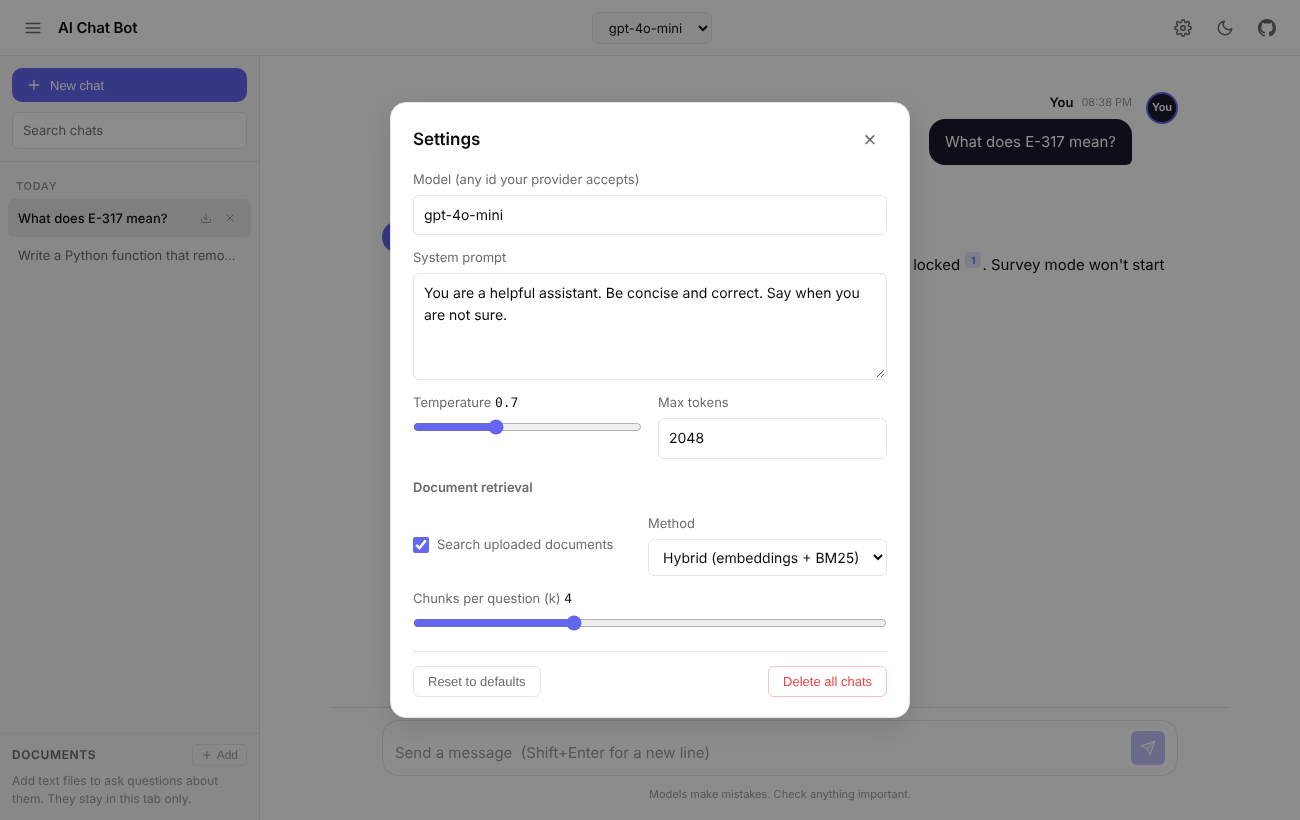 AI Chat Bot
gpt-4o-mini
New chat
Search chats
TODAY
What does E-317 mean?
Write a Python function that remo...
You 08:38 PM
You
What does E-317 mean?
locked 1. Survey mode won't start
Settings
Model (any id your provider accepts)
gpt-4o-mini
System prompt
You are a helpful assistant. Be concise and correct. Say when you
are not sure.
Temperature 0.7
Max tokens
2048
Document retrieval
Search uploaded documents
Method
Hybrid (embeddings + BM25)
Chunks per question (k) 4
Reset to defaults
Delete all chats
DOCUMENTS
Add
Add text files to ask questions about
them. They stay in this tab only.
Send a message (Shift+Enter for a new line)
Models make mistakes. Check anything important.